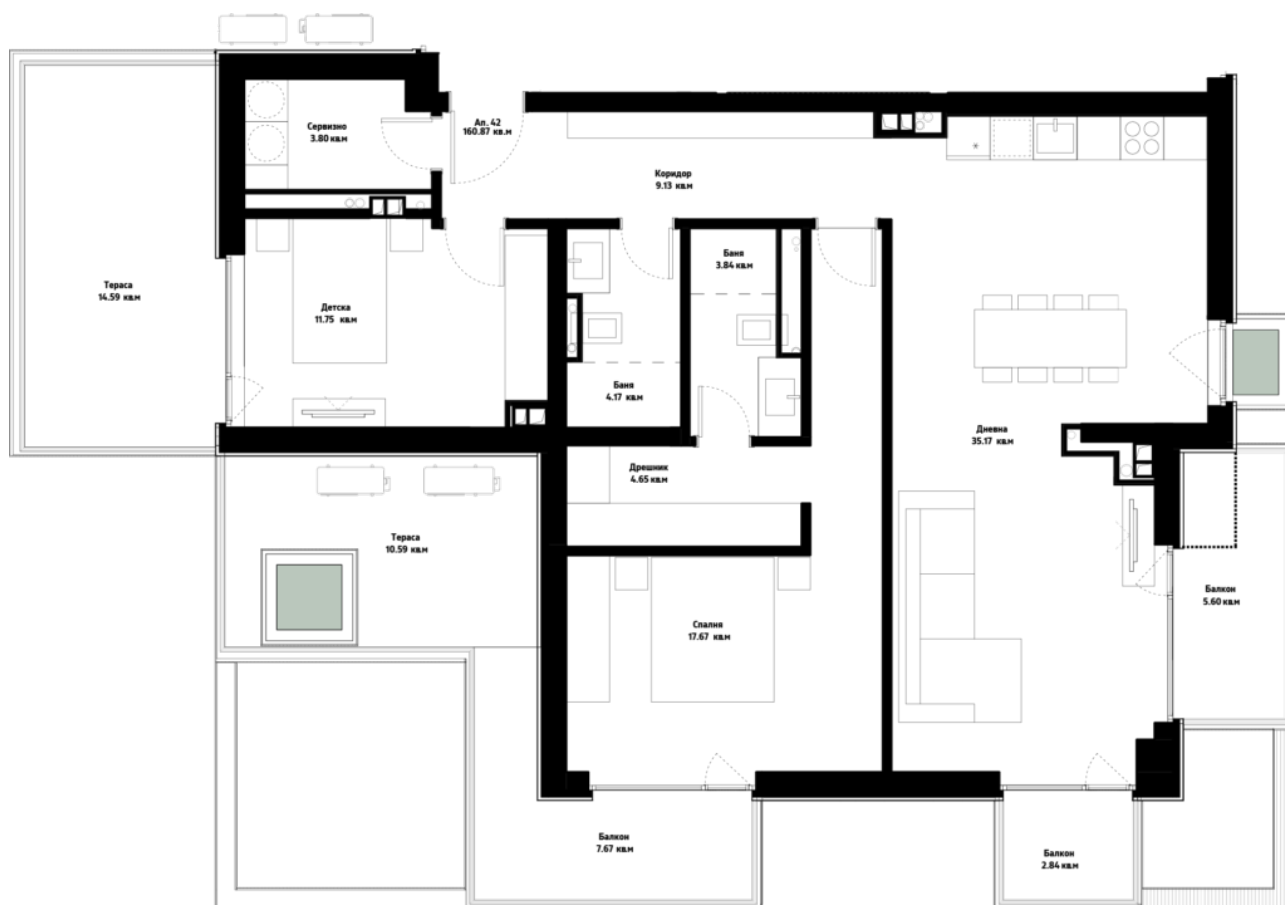 Ап. 42
160.87 кв.м
Сервизно
3.80 кв.м
Коридор
9.13 кв.м
Баня
3.84 кв.м
Тераса
14.59 кв.м
Детска
11.75 кв.м
Баня
4.17 кв.м
Дневна
35.17 кв.м
Дрешник
4.65 кв.м
Тераса
10.59 кв.м
Балкон
5.60 кв.м
Спалня
17.67 кв.м
Балкон
7.67 кв.м
Балкон
2.84 кв.м